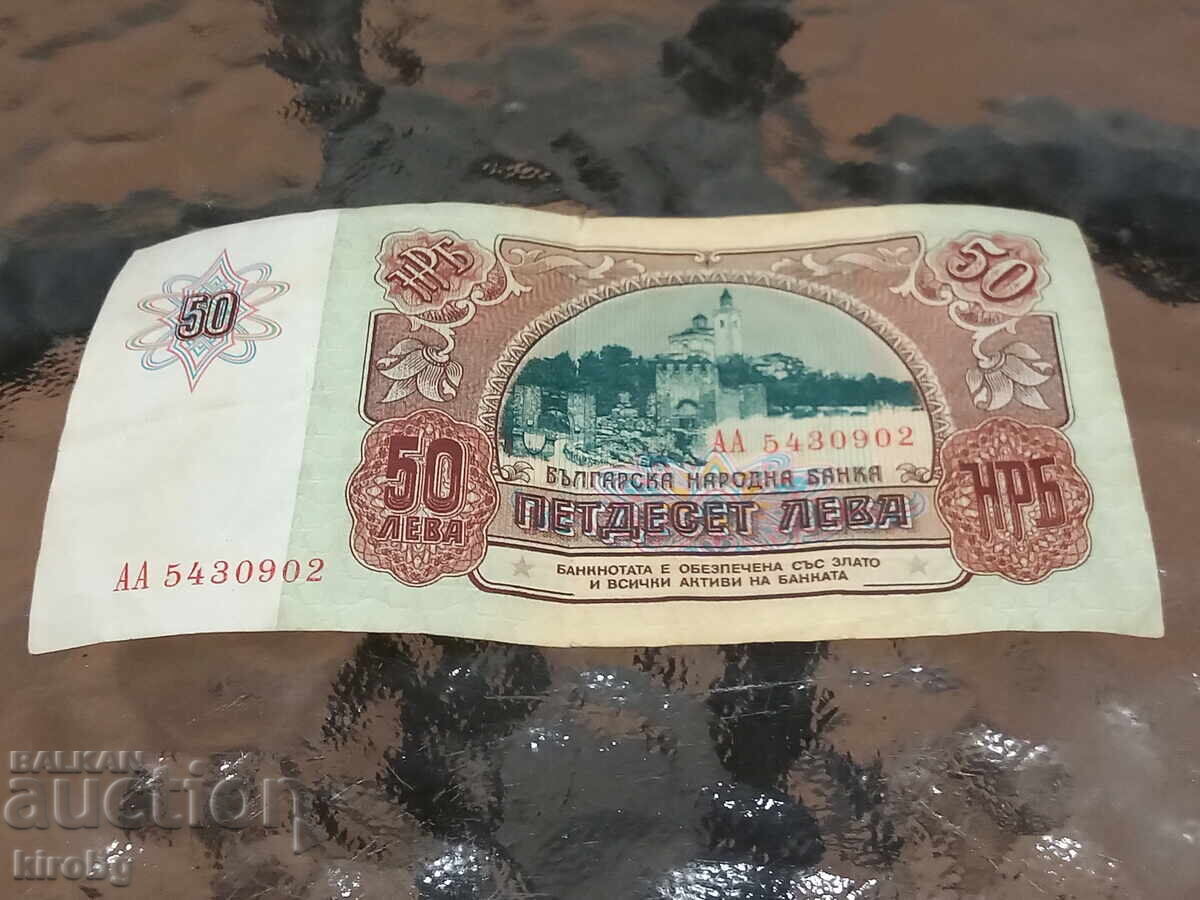 НРБ
50
50
АА 5430902
БЪЛГАРСКА НАРОДНА БАНКА
50 ЛЕВА
ПЕТДЕСЕТ ЛЕВА
НРБ
БАНКНОТАТА Е ОБЕЗПЕЧЕНА СЪС ЗЛАТО
И ВСИЧКИ АКТИВИ НА БАНКАТА
АА 5430902
BALKAN
auction
kirobg